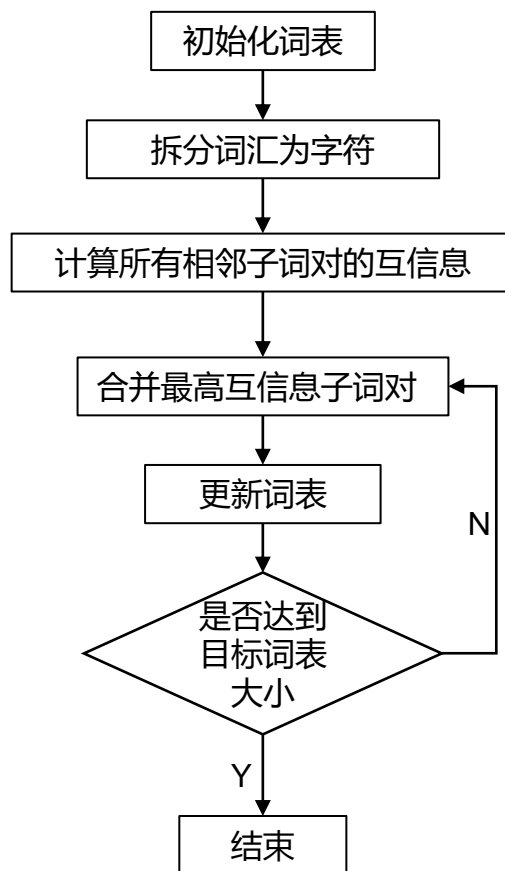 初始化词表
拆分词汇为字符
计算所有相邻子词对的互信息
合并最高互信息子词对
更新词表
N
是否达到
目标词表
大小
Y
结束